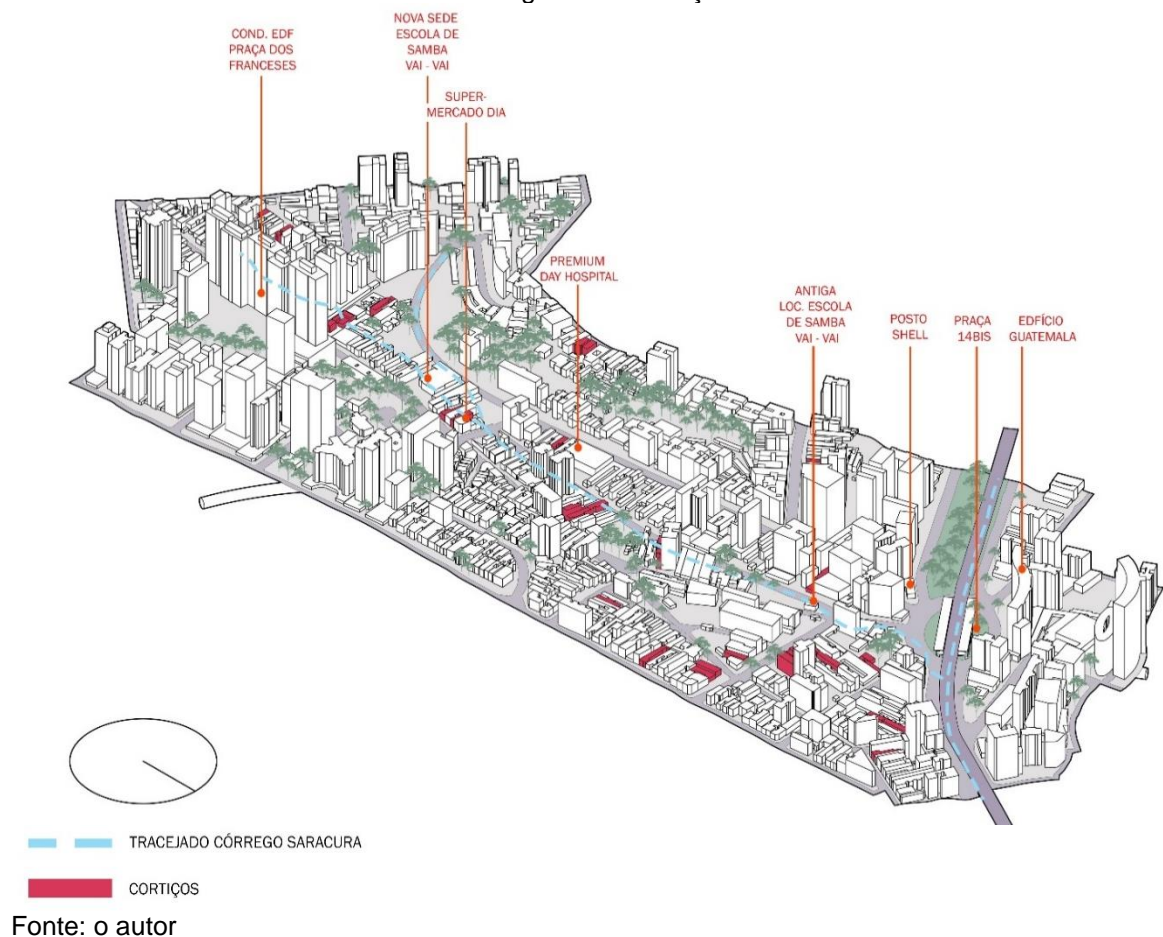 NOVA SEDE
ESCOLA DE
SAMBA
VAI - VAI
COND. EDF
PRAÇA DOS
FRANCESES
SUPER-
MERCADO DIA
PREMIUM
DAY HOSPITAL
ANTIGA
LOC. ESCOLA
DE SAMBA
VAI - VAI
POSTO
SHELL
PRAÇA
14BIS
EDFÍCIO
GUATEMALA
TRACEJADO CÓRREGO SARACURA
CORTIÇOS
Fonte: o autor